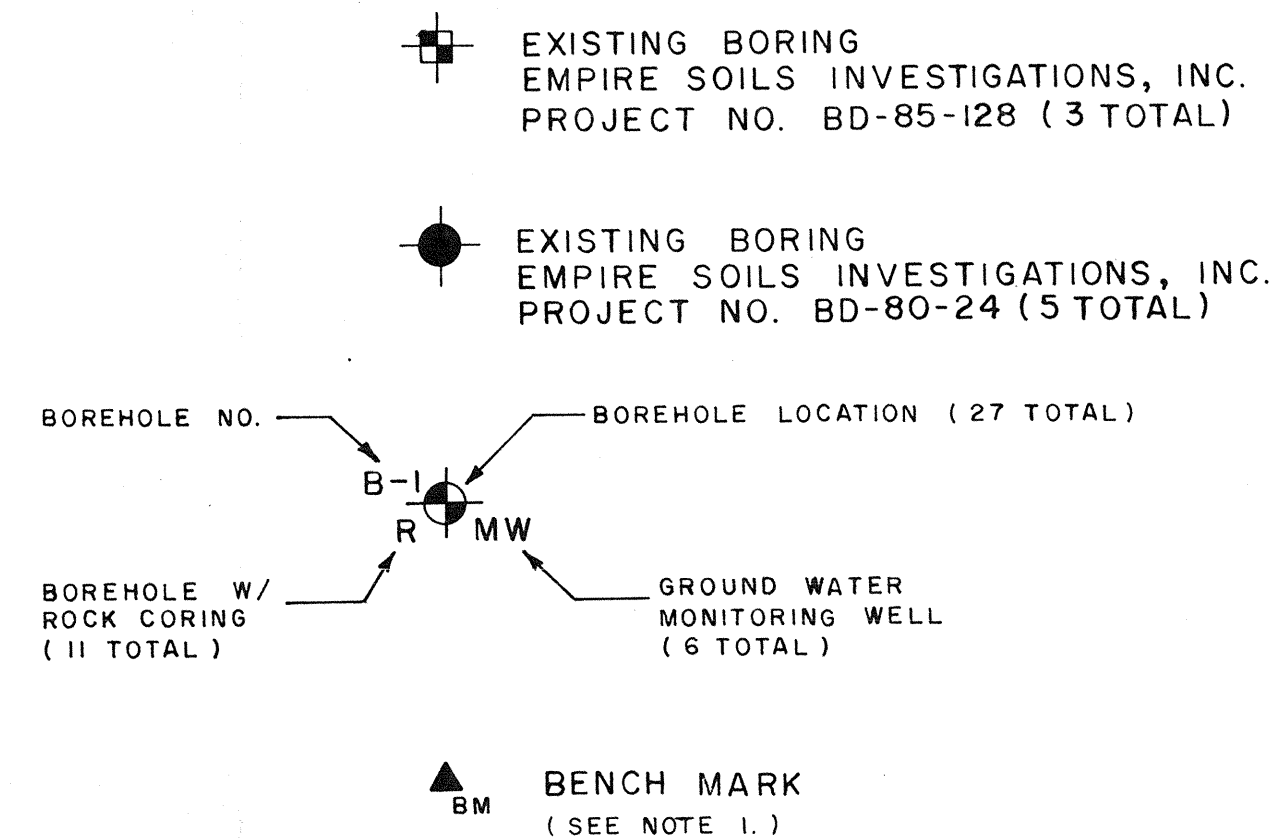 EXISTING BORING
EMPIRE SOILS INVESTIGATIONS, INC.
PROJECT NO. BD-85-128 (3 TOTAL)
EXISTING BORING
EMPIRE SOILS INVESTIGATIONS, INC.
PROJECT NO. BD-80-24 (5 TOTAL)
BOREHOLE NO.
BOREHOLE LOCATION (27 TOTAL)
B-1
R
MW
BOREHOLE W/
ROCK CORING
(11 TOTAL)
GROUND WATER
MONITORING WELL
(6 TOTAL)
BM
BENCH MARK
(SEE NOTE 1.)